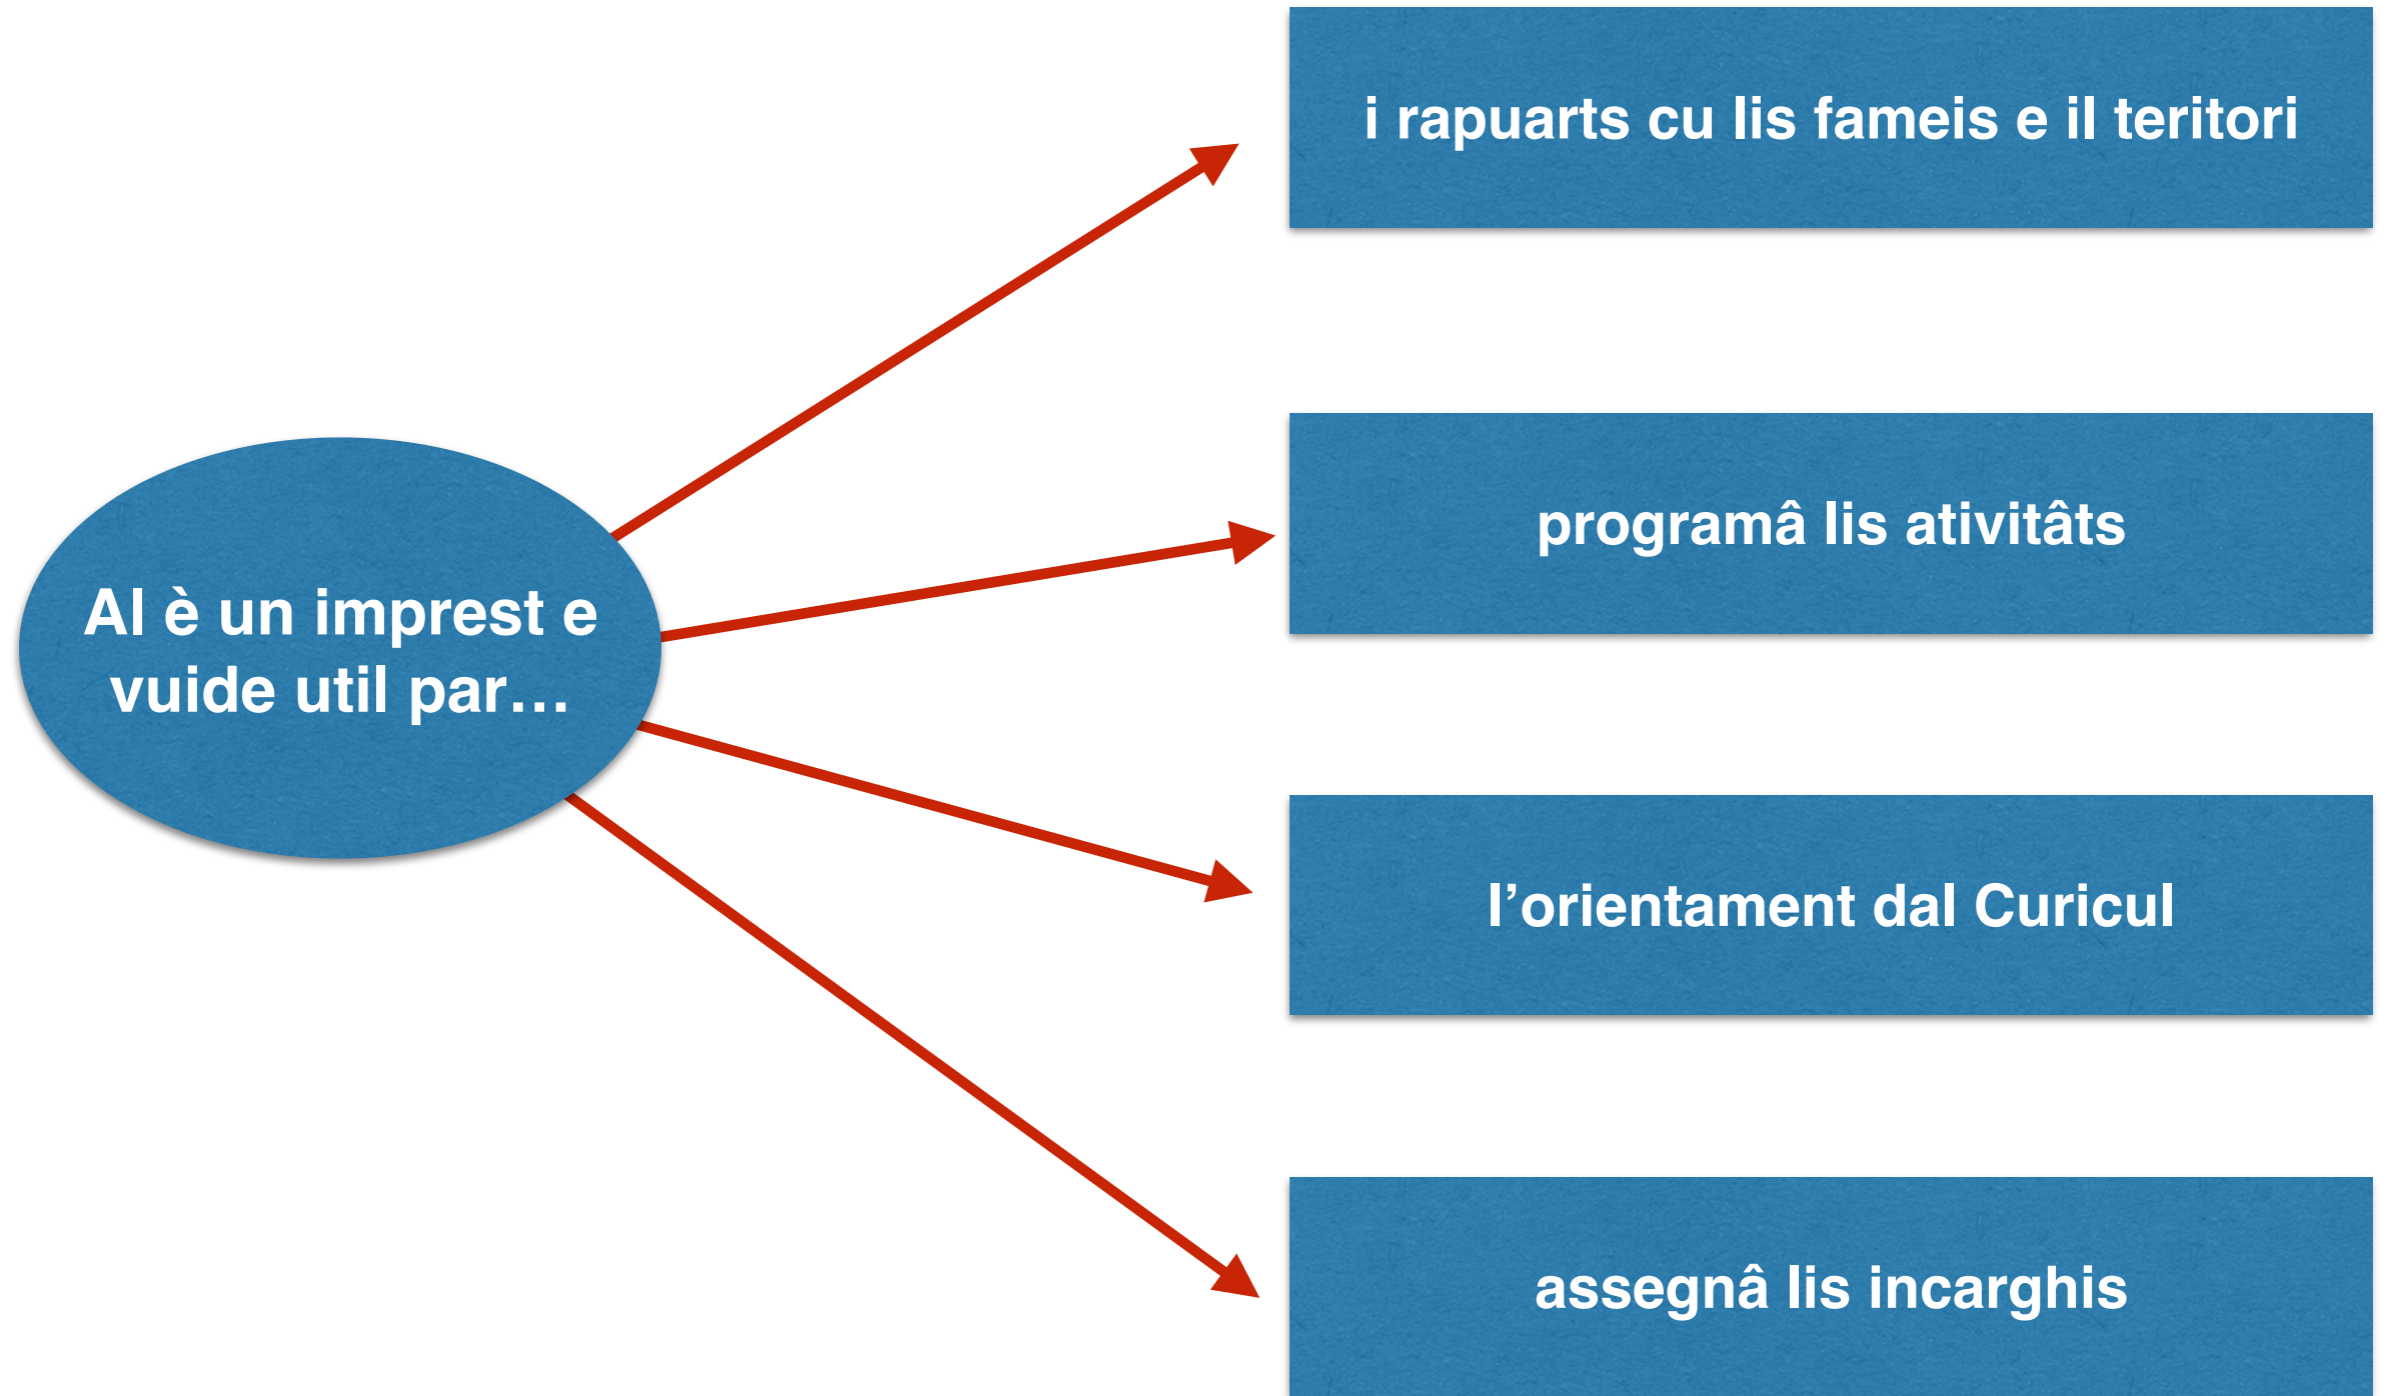 i rapuarts cu lis fameis e il teritori
programâ lis ativitâts
Al è un imprest e
vuide util par…
l’orientament dal Curicul
assegnâ lis incarghis